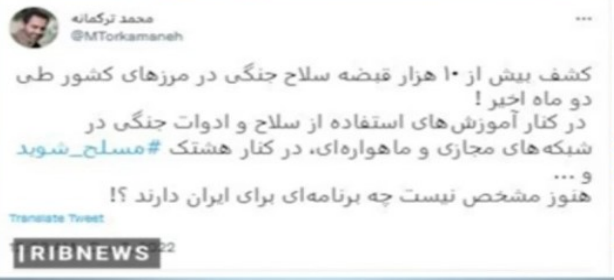 محمد ترکمانه
@MTorkamaneh
کشف بیش از ۱۰ هزار قبضه سلاح جنگی در مرزهای کشور طی
دو ماه اخیر !
در کنار آموزش‌های استفاده از سلاح و ادوات جنگی در
شبکه‌های مجازی و ماهواره‌ای، در کنار هشتک #مسلح_شوید
و ...
هنوز مشخص نیست چه برنامه‌ای برای ایران دارند ؟!
Translate Tweet
RIBNEWS